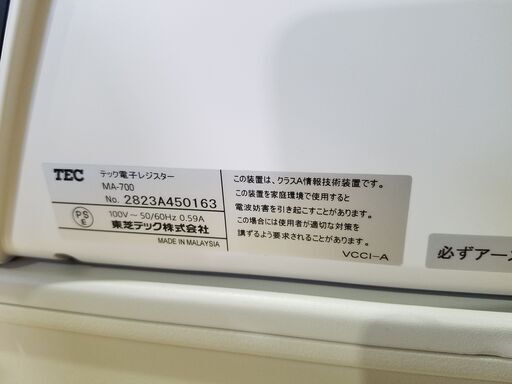 TEC テック電子レジスター
MA-700
No. 2823A450163
PS E 100V～50/60Hz 0.59A
東芝テック株式会社
MADE IN MALAYSIA
この装置は、クラスA情報技術装置です。
この装置を家庭環境で使用すると
電波妨害を引き起こすことがあります。
この場合には使用者が適切な対策を
講ずるよう要求されることがあります。
VCCI-A
必ずアース